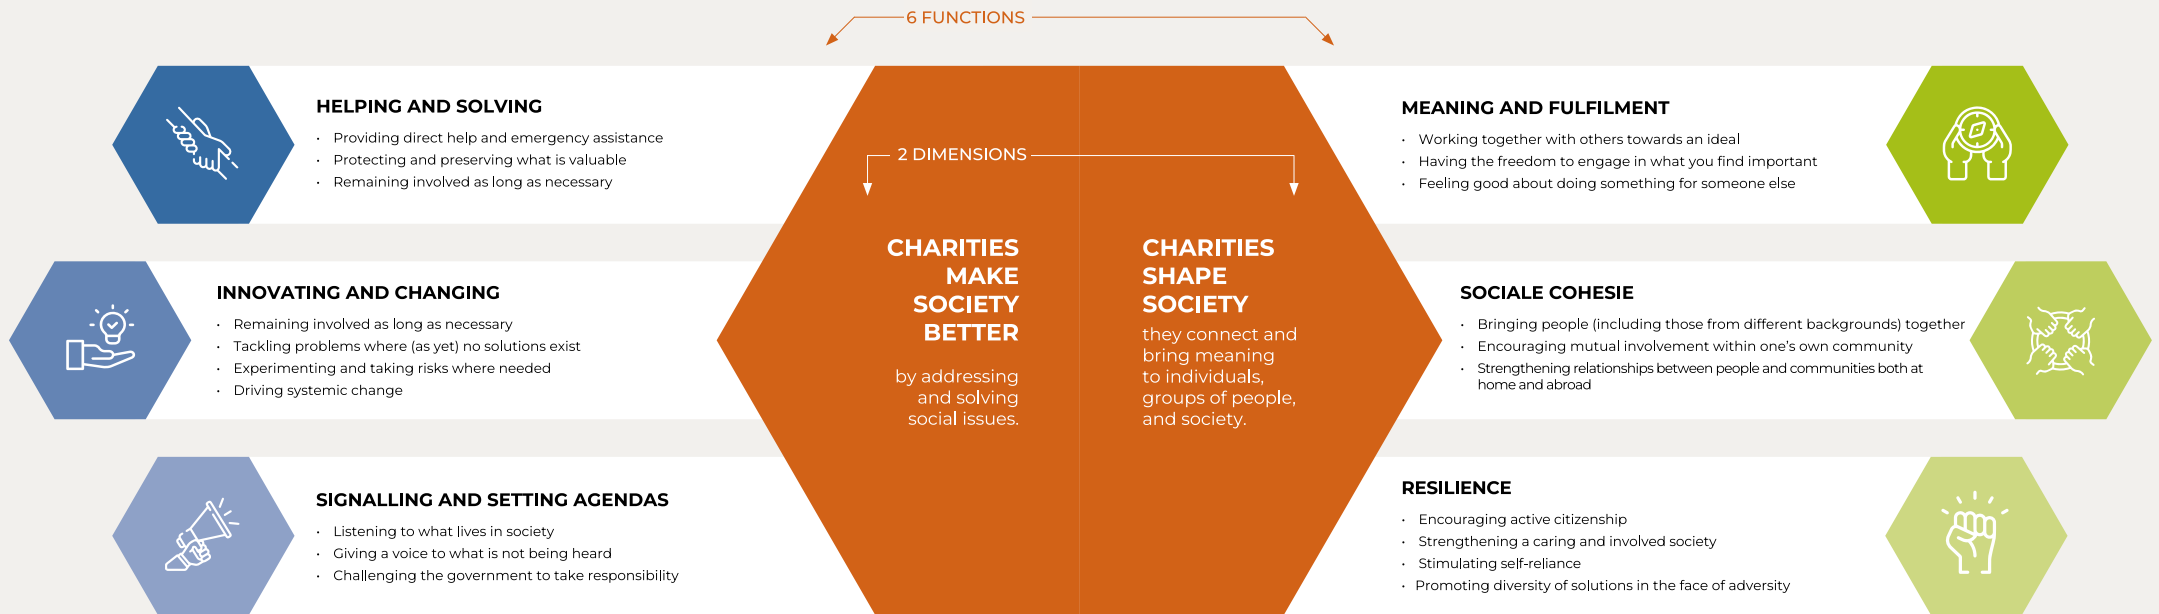 6 FUNCTIONS
HELPING AND SOLVING
• Providing direct help and emergency assistance
• Protecting and preserving what is valuable
• Remaining involved as long as necessary
INNOVATING AND CHANGING
• Remaining involved as long as necessary
• Tackling problems where (as yet) no solutions exist
• Experimenting and taking risks where needed
• Driving systemic change
SIGNALLING AND SETTING AGENDAS
• Listening to what lives in society
• Giving a voice to what is not being heard
• Challenging the government to take responsibility
2 DIMENSIONS
CHARITIES
MAKE
SOCIETY
BETTER
by addressing
and solving
social issues.
CHARITIES
SHAPE
SOCIETY
they connect and
bring meaning
to individuals,
groups of people,
and society.
MEANING AND FULFILMENT
• Working together with others towards an ideal
• Having the freedom to engage in what you find important
• Feeling good about doing something for someone else
SOCIALE COHESIE
• Bringing people (including those from different backgrounds) together
• Encouraging mutual involvement within one's own community
• Strengthening relationships between people and communities both at
home and abroad
RESILIENCE
• Encouraging active citizenship
• Strengthening a caring and involved society
• Stimulating self-reliance
• Promoting diversity of solutions in the face of adversity